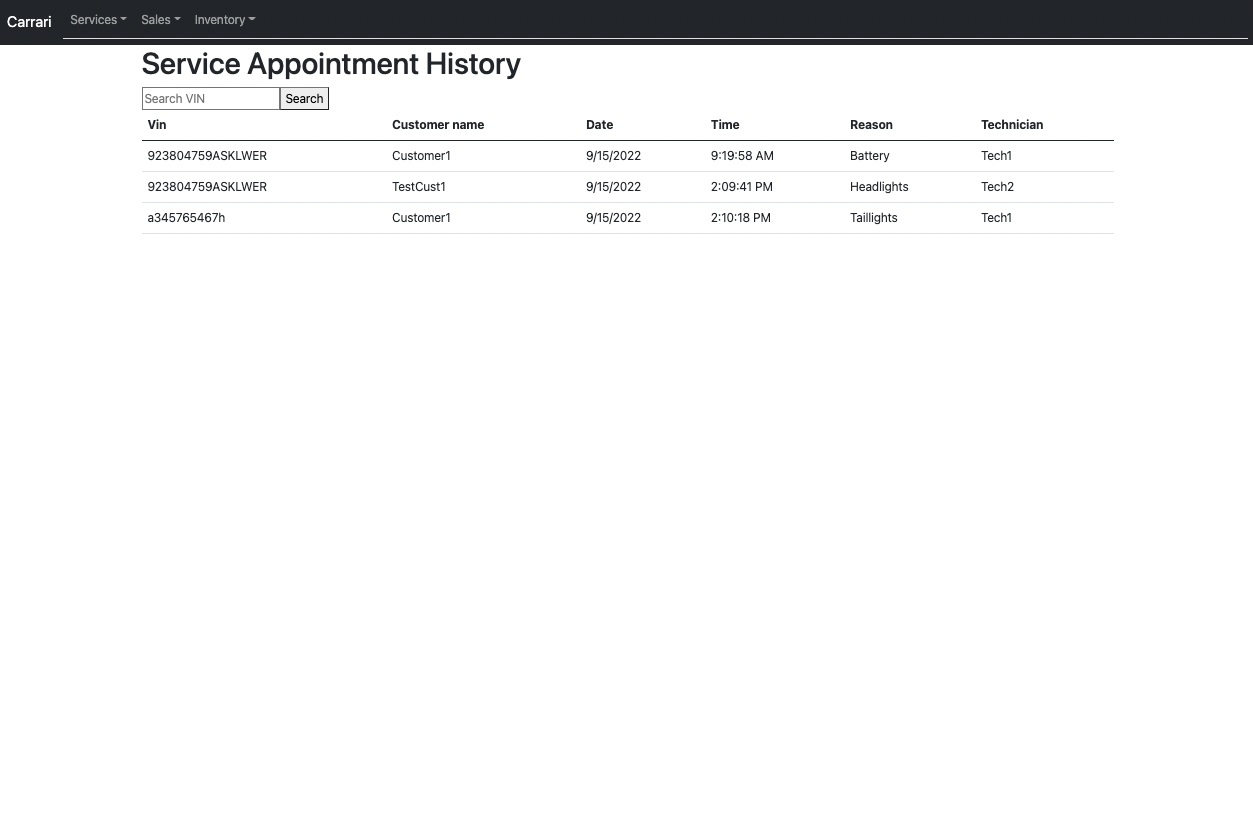 Carrari Services Sales Inventory
Service Appointment History
Search VIN Search
Vin Customer name Date Time Reason Technician
923804759ASKLWER Customer1 9/15/2022 9:19:58 AM Battery Tech1
923804759ASKLWER TestCust1 9/15/2022 2:09:41 PM Headlights Tech2
a345765467h Customer1 9/15/2022 2:10:18 PM Taillights Tech1